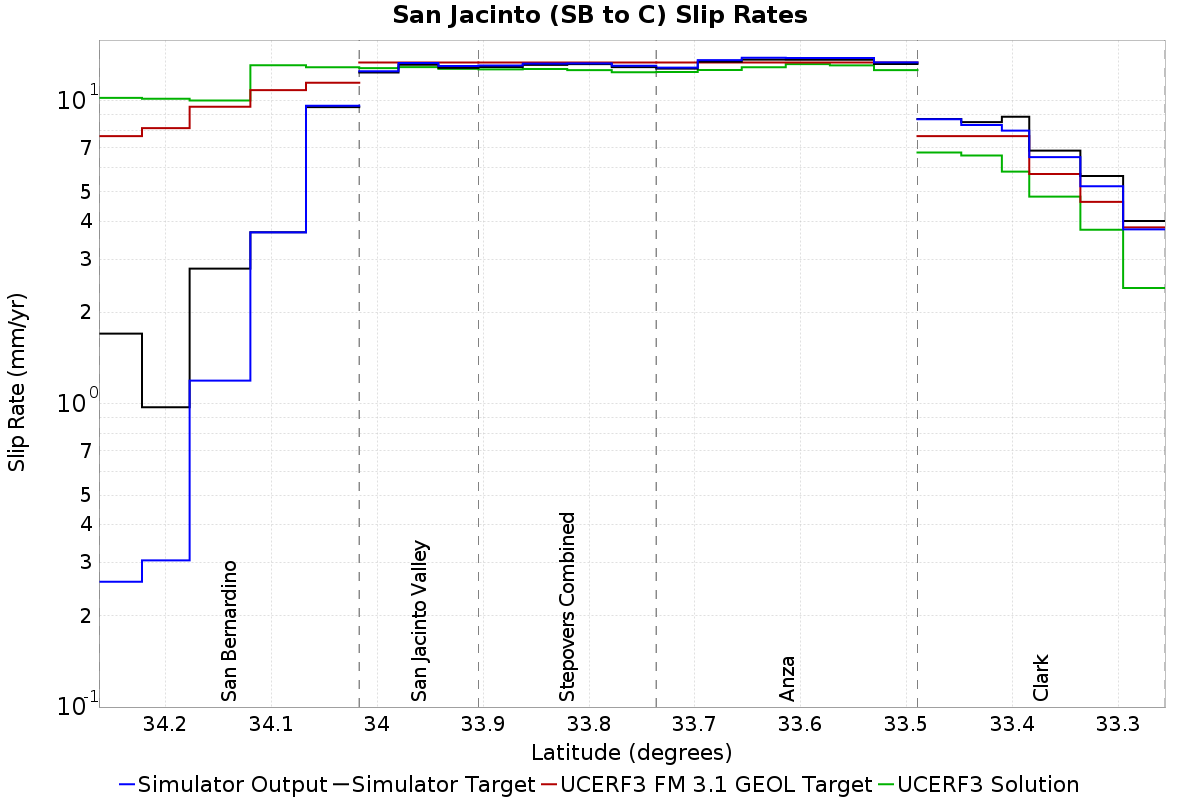 San Jacinto (SB to C) Slip Rates
Slip Rate (mm/yr)
10^1
7
5
4
3
2
10^0
7
5
4
3
2
10^-1
San Bernardino
San Jacinto Valley
Stepovers Combined
Anza
Clark
34.2 34.1 34 33.9 33.8 33.7 33.6 33.5 33.4 33.3
Latitude (degrees)
Simulator Output Simulator Target UCERF3 FM 3.1 GEOL Target UCERF3 Solution